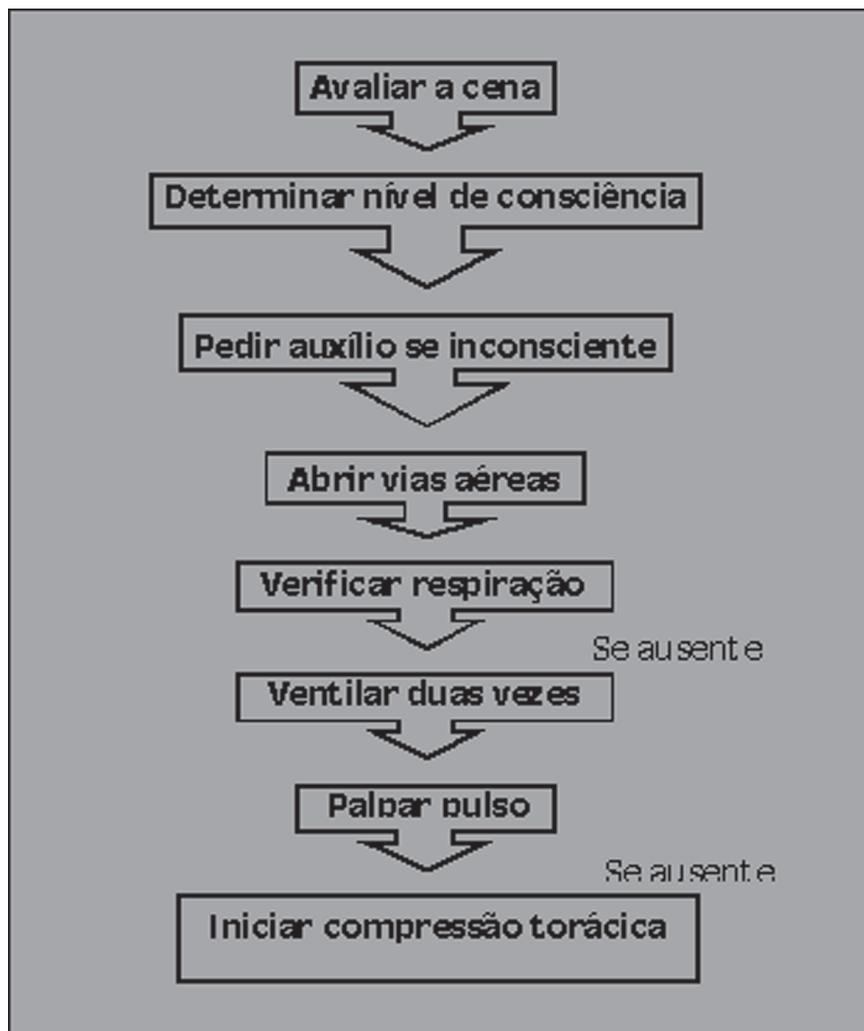 Avaliar a cena
Determinar nível de consciência
Pedir auxílio se inconsciente
Abrir vias aéreas
Verificar respiração
Se ausente
Ventilar duas vezes
Palpar pulso
Se ausente
Iniciar compressão torácica